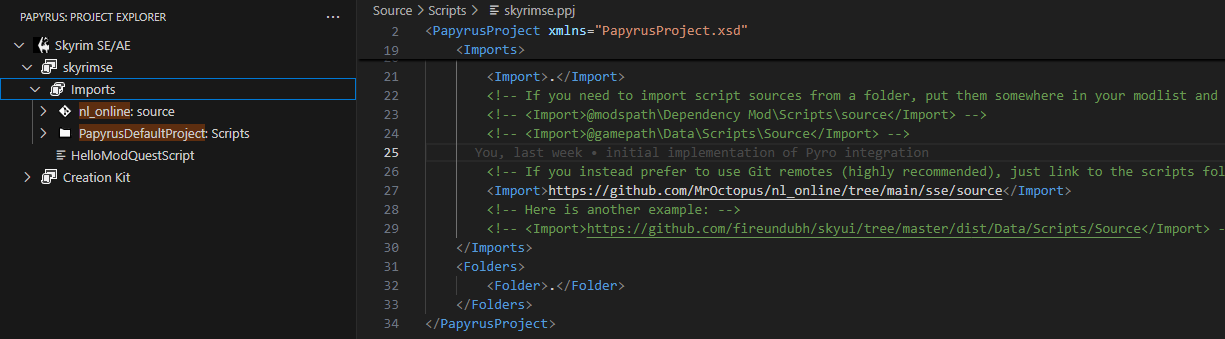 PAPYRUS: PROJECT EXPLORER
Skyrim SE/AE
skyrimse
Imports
nl_online: source
PapyrusDefaultProject: Scripts
HelloModQuestScript
Creation Kit
Source > Scripts > skyrimse.ppj
2 <PapyrusProject xmlns="PapyrusProject.xsd"
19 <Imports>
21 <Import>.</Import>
22 <!-- If you need to import script sources from a folder, put them somewhere in your modlist and
23 <!-- <Import>@modspath\Dependency Mod\Scripts\source</Import> -->
24 <!-- <Import>@gamepath\Data\Scripts\Source</Import> -->
25 You, last week • initial implementation of Pyro integration
26 <!-- If you instead prefer to use Git remotes (highly recommended), just link to the scripts fol
27 <Import>https://github.com/MrOctopus/nl_online/tree/main/sse/source</Import>
28 <!-- Here is another example: -->
29 <!-- <Import>https://github.com/fireundubh/skyui/tree/master/dist/Data/Scripts/Source</Import> -
30 </Imports>
31 <Folders>
32 <Folder>.</Folder>
33 </Folders>
34 </PapyrusProject>